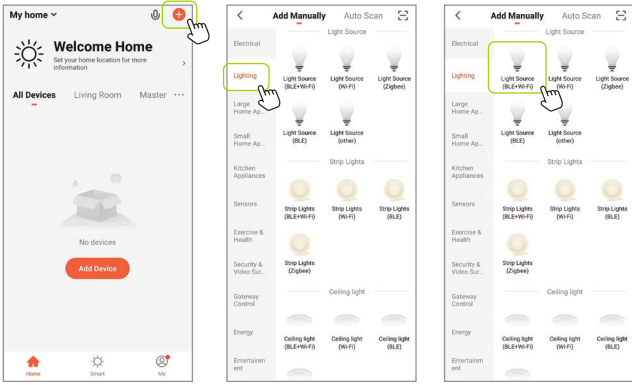 My home
Welcome Home
Set your home location for more
information
All Devices Living Room Master ...
No devices
Add Device
Home Smart Me
Add Manually Auto Scan
Electrical
Lighting
Large
Home Ap...
Small
Home Ap...
Kitchen
Appliances
Sensors
Exercise &
Health
Security &
Video Sur...
Gateway
Control
Energy
Entertainm
ent
Light Source
Light Source Light Source Light Source
(BLE+Wi-Fi) (Wi-Fi) (Zigbee)
Light Source Light Source
(BLE) (other)
Strip Lights
Strip Lights Strip Lights Strip Lights
(BLE+Wi-Fi) (Wi-Fi) (BLE)
Strip Lights
(Zigbee)
Ceiling light
Ceiling light Ceiling light Ceiling light
(BLE+Wi-Fi) (Wi-Fi) (BLE)
Add Manually Auto Scan
Electrical
Lighting
Large
Home Ap...
Small
Home Ap...
Kitchen
Appliances
Sensors
Exercise &
Health
Security &
Video Sur...
Gateway
Control
Energy
Entertainm
ent
Light Source
Light Source Light Source Light Source
(BLE+Wi-Fi) (Wi-Fi) (Zigbee)
Light Source Light Source
(BLE) (other)
Strip Lights
Strip Lights Strip Lights Strip Lights
(BLE+Wi-Fi) (Wi-Fi) (BLE)
Strip Lights
(Zigbee)
Ceiling light
Ceiling light Ceiling light Ceiling light
(BLE+Wi-Fi) (Wi-Fi) (BLE)